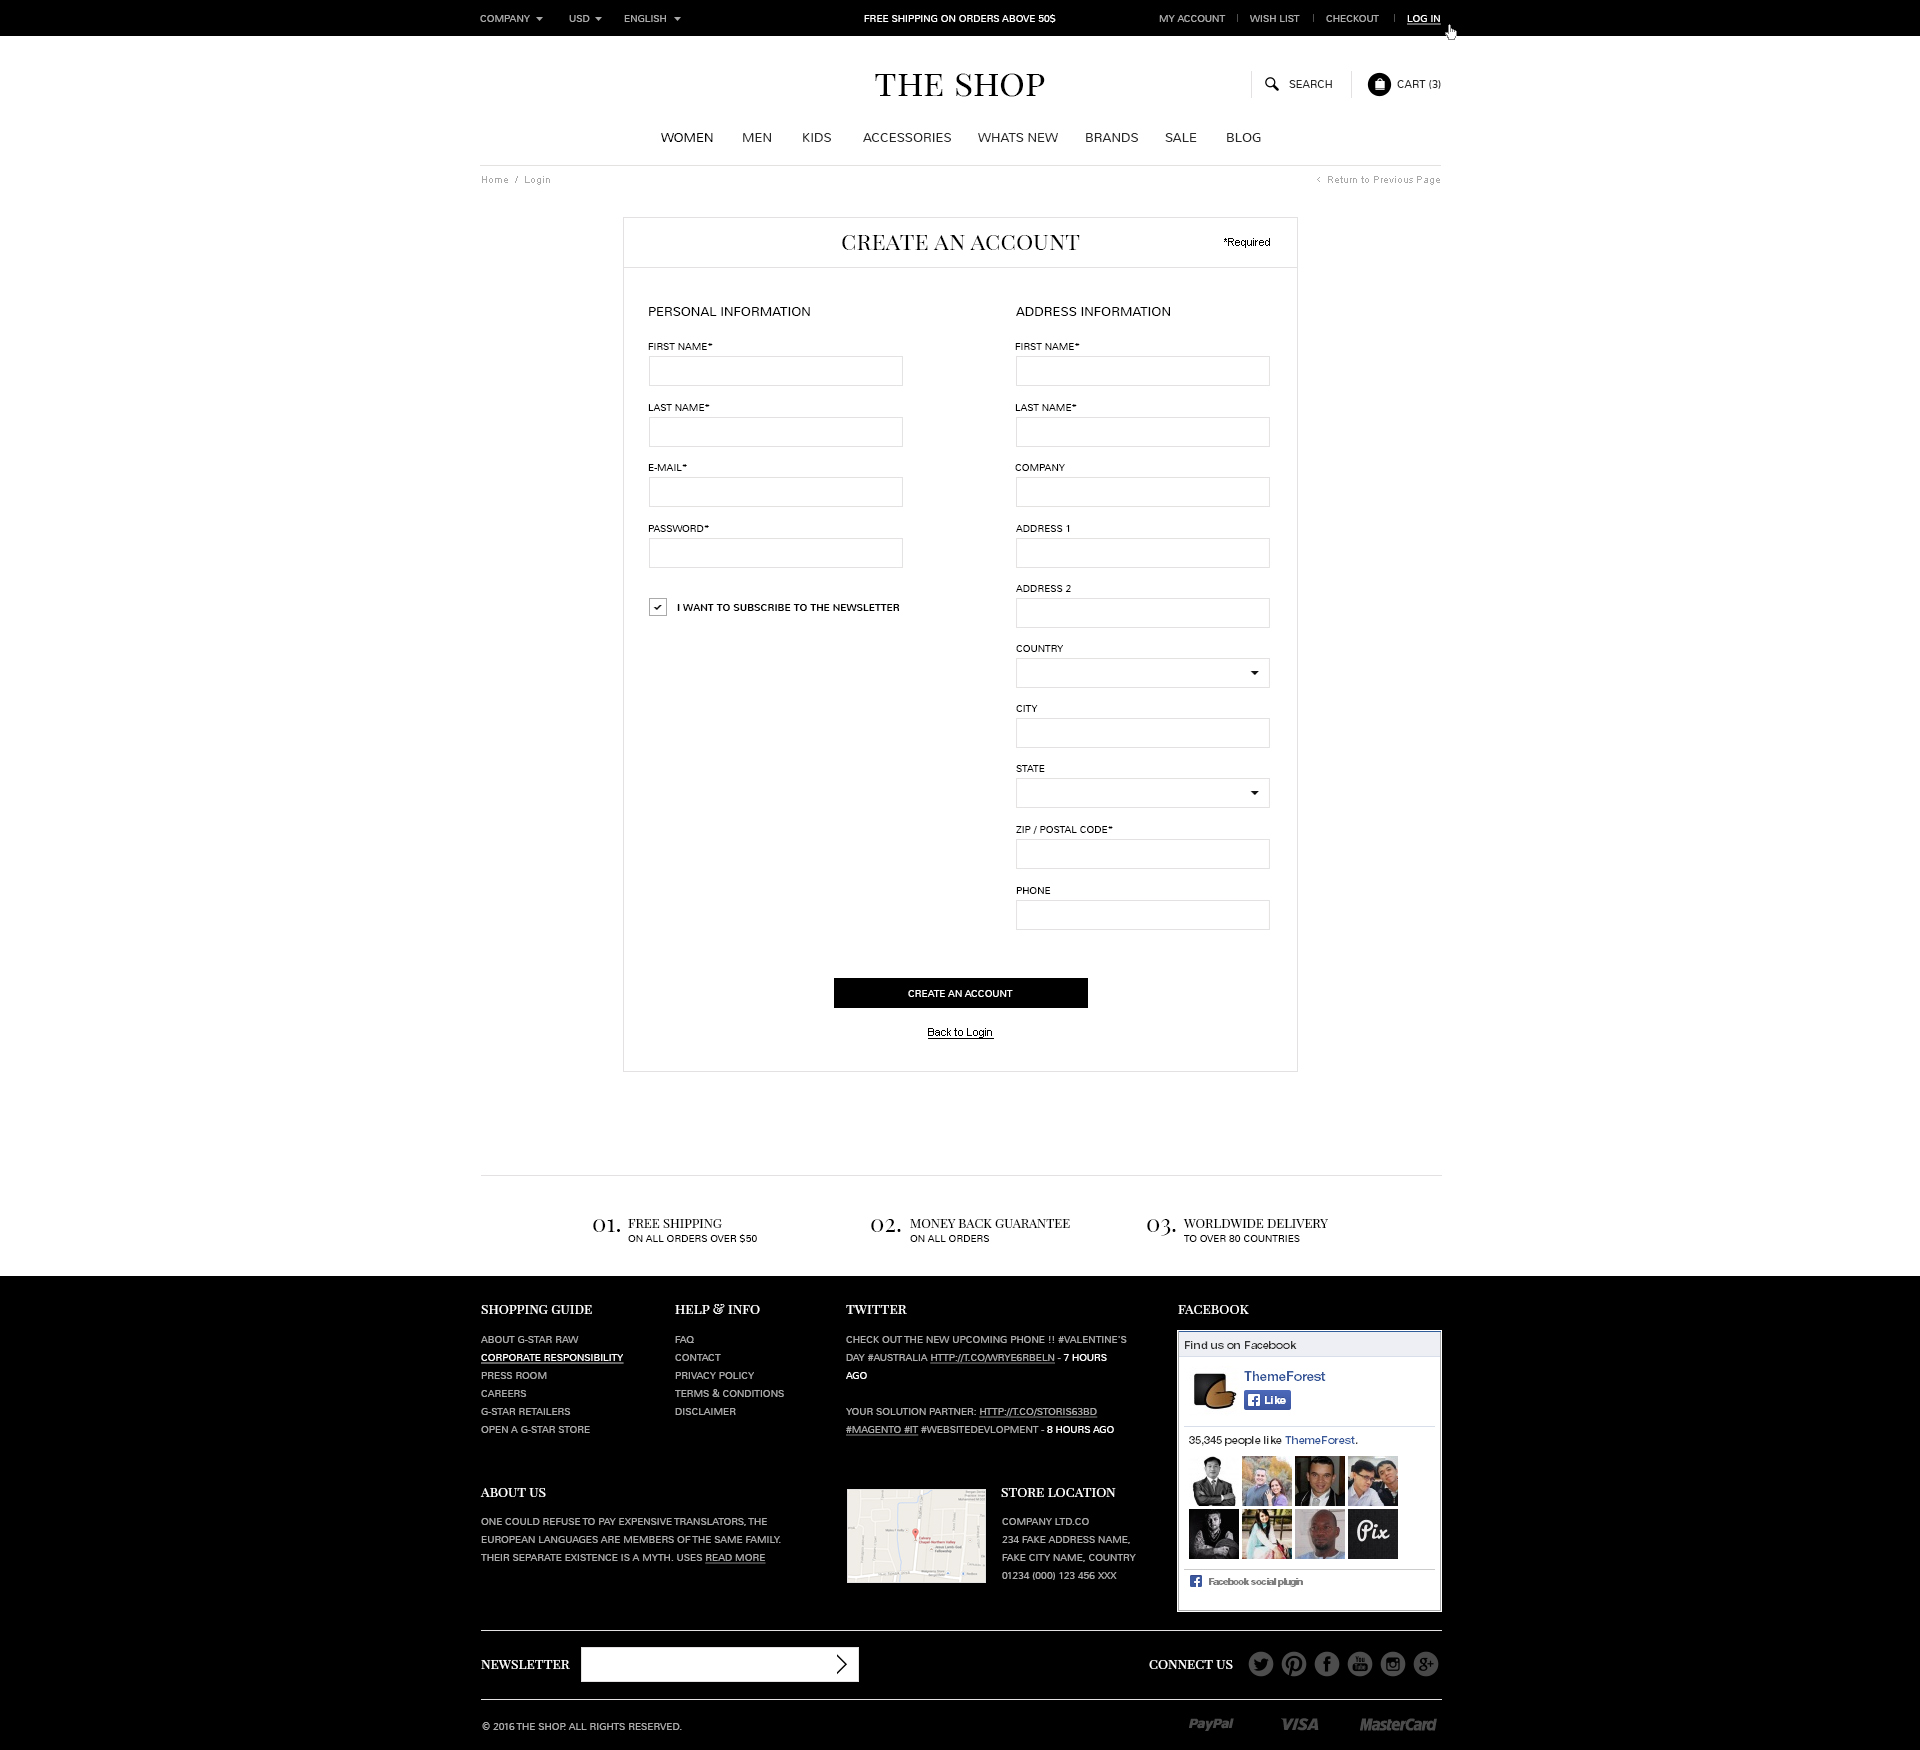 COMPANY USD ENGLISH FREE SHIPPING ON ORDERS ABOVE 50$ MY ACCOUNT WISH LIST CHECKOUT LOG IN
THE SHOP
SEARCH CART (3)
WOMEN MEN KIDS ACCESSORIES WHATS NEW BRANDS SALE BLOG
Home / Login < Return to Previous Page
CREATE AN ACCOUNT *Required
PERSONAL INFORMATION
FIRST NAME*
LAST NAME*
E-MAIL*
PASSWORD*
I WANT TO SUBSCRIBE TO THE NEWSLETTER
ADDRESS INFORMATION
FIRST NAME*
LAST NAME*
COMPANY
ADDRESS 1
ADDRESS 2
COUNTRY
CITY
STATE
ZIP / POSTAL CODE*
PHONE
CREATE AN ACCOUNT
Back to Login
01. FREE SHIPPING
ON ALL ORDERS OVER $50
02. MONEY BACK GUARANTEE
ON ALL ORDERS
03. WORLDWIDE DELIVERY
TO OVER 80 COUNTRIES
SHOPPING GUIDE
ABOUT G-STAR RAW
CORPORATE RESPONSIBILITY
PRESS ROOM
CAREERS
G-STAR RETAILERS
OPEN A G-STAR STORE
HELP & INFO
FAQ
CONTACT
PRIVACY POLICY
TERMS & CONDITIONS
DISCLAIMER
TWITTER
CHECK OUT THE NEW UPCOMING PHONE !! #VALENTINE'S
DAY #AUSTRALIA HTTP://T.CO/WRYE6RBELN - 7 HOURS
AGO
YOUR SOLUTION PARTNER: HTTP://T.CO/STORIS63BD
#MAGENTO #IT #WEBSITEDEVLOPMENT - 8 HOURS AGO
FACEBOOK
Find us on Facebook
ThemeForest
Like
35,345 people like ThemeForest.
Pix
Facebook social plugin
ABOUT US
ONE COULD REFUSE TO PAY EXPENSIVE TRANSLATORS, THE
EUROPEAN LANGUAGES ARE MEMBERS OF THE SAME FAMILY.
THEIR SEPARATE EXISTENCE IS A MYTH. USES READ MORE
STORE LOCATION
COMPANY LTD.CO
234 FAKE ADDRESS NAME,
FAKE CITY NAME, COUNTRY
01234 (000) 123 456 XXX
NEWSLETTER
CONNECT US
You
Tube
© 2016 THE SHOP. ALL RIGHTS RESERVED.
PayPal VISA MasterCard